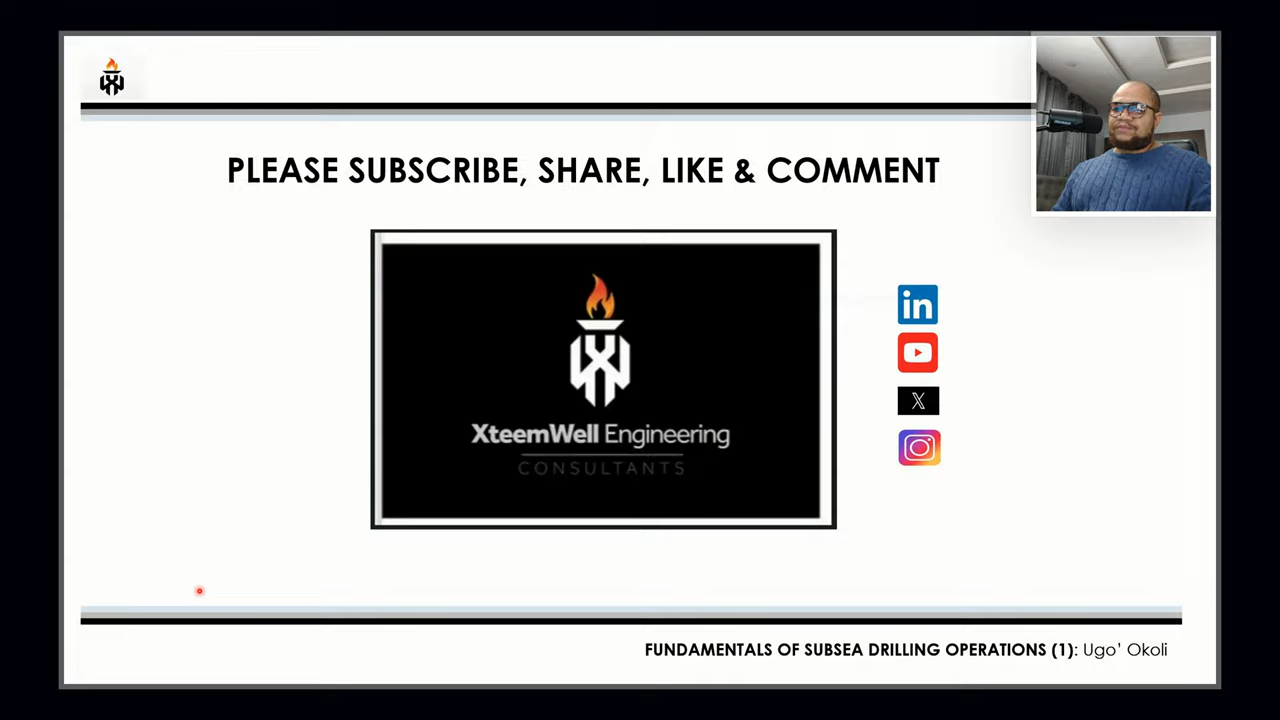 PLEASE SUBSCRIBE, SHARE, LIKE & COMMENT
XteemWell Engineering
CONSULTANTS
in
X
FUNDAMENTALS OF SUBSEA DRILLING OPERATIONS (1): Ugo’ Okoli